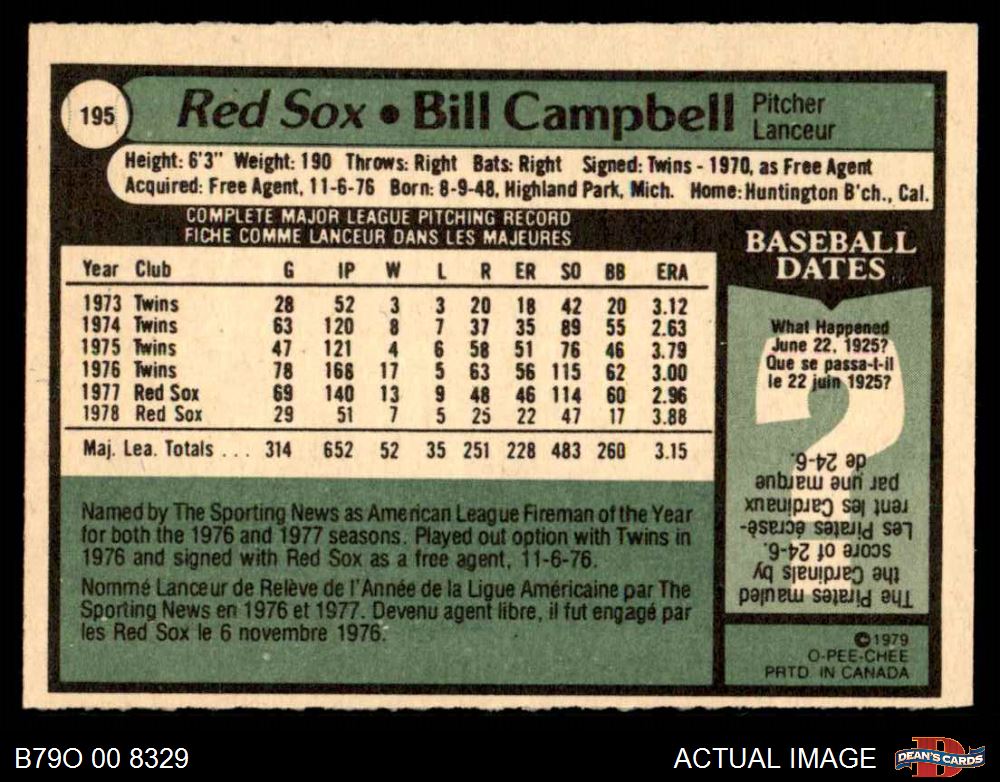 195
Red Sox • Bill Campbell Pitcher
Lanceur
Height: 6'3" Weight: 190 Throws: Right Bats: Right Signed: Twins - 1970, as Free Agent
Acquired: Free Agent, 11-6-76 Born: 8-9-48, Highland Park, Mich. Home: Huntington B'ch., Cal.
COMPLETE MAJOR LEAGUE PITCHING RECORD
FICHE COMME LANCEUR DANS LES MAJEURES
Year Club G IP W L R ER SO BB ERA
1973 Twins 28 52 3 3 20 18 42 20 3.12
1974 Twins 63 120 8 7 37 35 89 55 2.63
1975 Twins 47 121 4 6 58 51 76 46 3.79
1976 Twins 78 168 17 5 63 56 115 62 3.00
1977 Red Sox 69 140 13 9 48 46 114 60 2.96
1978 Red Sox 29 51 7 5 25 22 47 17 3.88
Maj. Lea. Totals ... 314 652 52 35 251 228 483 260 3.15
Named by The Sporting News as American League Fireman of the Year
for both the 1976 and 1977 seasons. Played out option with Twins in
1976 and signed with Red Sox as a free agent, 11-6-76.
Nommé Lanceur de Relève de l'Année de la Ligue Américaine par The
Sporting News en 1976 et 1977. Devenu agent libre, il fut engagé par
les Red Sox le 6 novembre 1976.
BASEBALL
DATES
What Happened
June 22, 1925?
Que se passa-t-il
le 22 juin 1925?
The Pirates mauled
the Cardinals by
score of 24-6.
Les Pirates écrasè-
rent les Cardinaux
par une marque
de 24-6.
©1979
O-PEE-CHEE
PRTD. IN CANADA
B79O 00 8329
ACTUAL IMAGE
D
DEAN'S CARDS